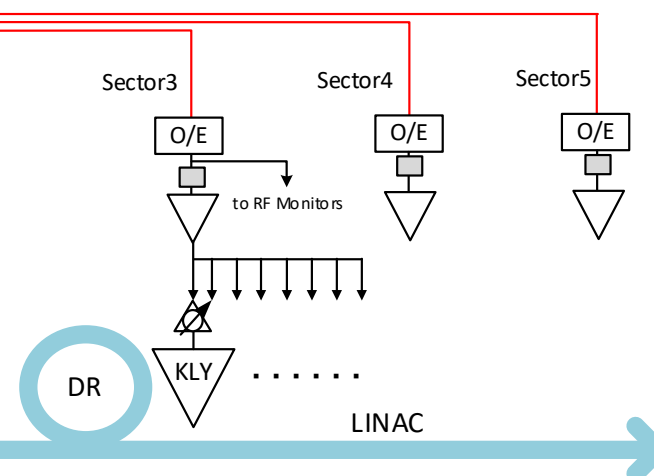 Sector3
Sector4
Sector5
O/E
O/E
O/E
to RF Monitors
KLY
......
DR
LINAC